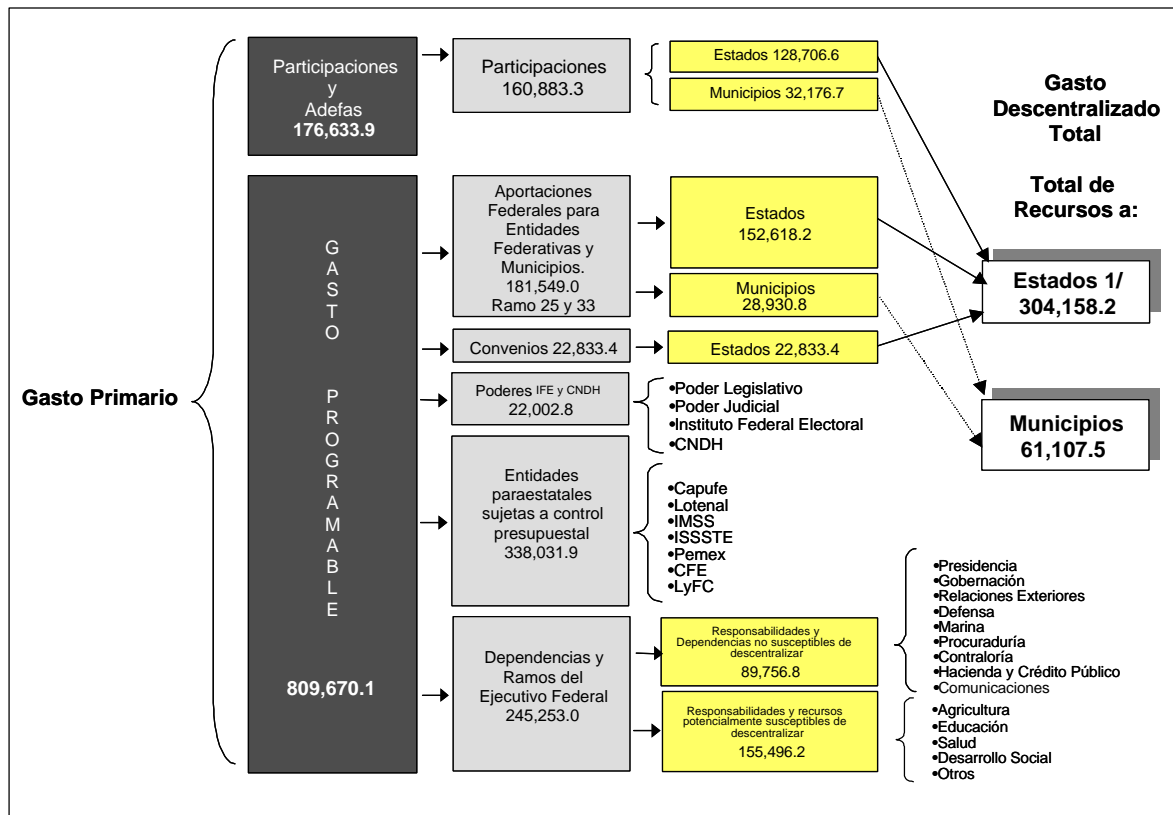 Gasto Primario
Participaciones
y
Adefas
176,633.9
Participaciones
160,883.3
Estados 128,706.6
Municipios 32,176.7
G
A
S
T
O
P
R
O
G
R
A
M
A
B
L
E
809,670.1
Aportaciones
Federales para
Entidades
Federativas y
Municipios.
181,549.0
Ramo 25 y 33
Estados
152,618.2
Municipios
28,930.8
Convenios 22,833.4
Estados 22,833.4
Poderes IFE y CNDH
22,002.8
•Poder Legislativo
•Poder Judicial
•Instituto Federal Electoral
•CNDH
Entidades
paraestatales
sujetas a control
presupuestal
338,031.9
•Capufe
•Lotenal
•IMSS
•ISSSTE
•Pemex
•CFE
•LyFC
Dependencias y
Ramos del
Ejecutivo Federal
245,253.0
Responsabilidades y
Dependencias no susceptibles de
descentralizar
89,756.8
•Presidencia
•Gobernación
•Relaciones Exteriores
•Defensa
•Marina
•Procuraduría
•Contraloría
•Hacienda y Crédito Público
•Comunicaciones
Responsabilidades y recursos
potencialmente susceptibles de
descentralizar
155,496.2
•Agricultura
•Educación
•Salud
•Desarrollo Social
•Otros
Gasto
Descentralizado
Total
Total de
Recursos a:
Estados 1/
304,158.2
Municipios
61,107.5